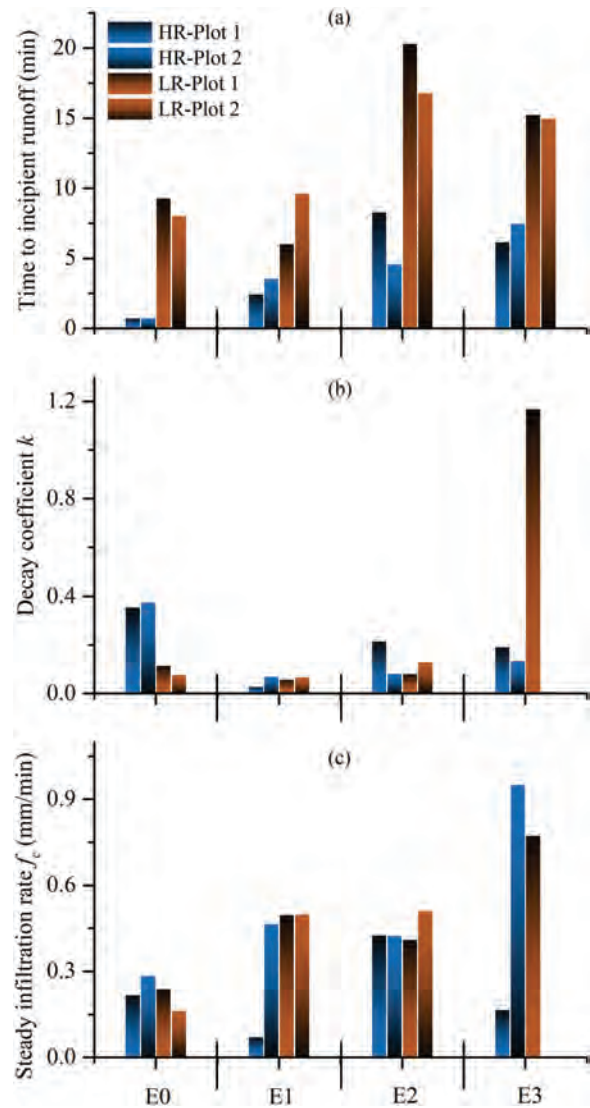 (a)
HR-Plot 1
HR-Plot 2
LR-Plot 1
LR-Plot 2
Time to incipient runoff (min)
20
15
10
5
0
(b)
Decay coefficient k
1.2
0.8
0.4
0.0
(c)
Steady infiltration rate f_c (mm/min)
0.9
0.6
0.3
0.0
E0 E1 E2 E3